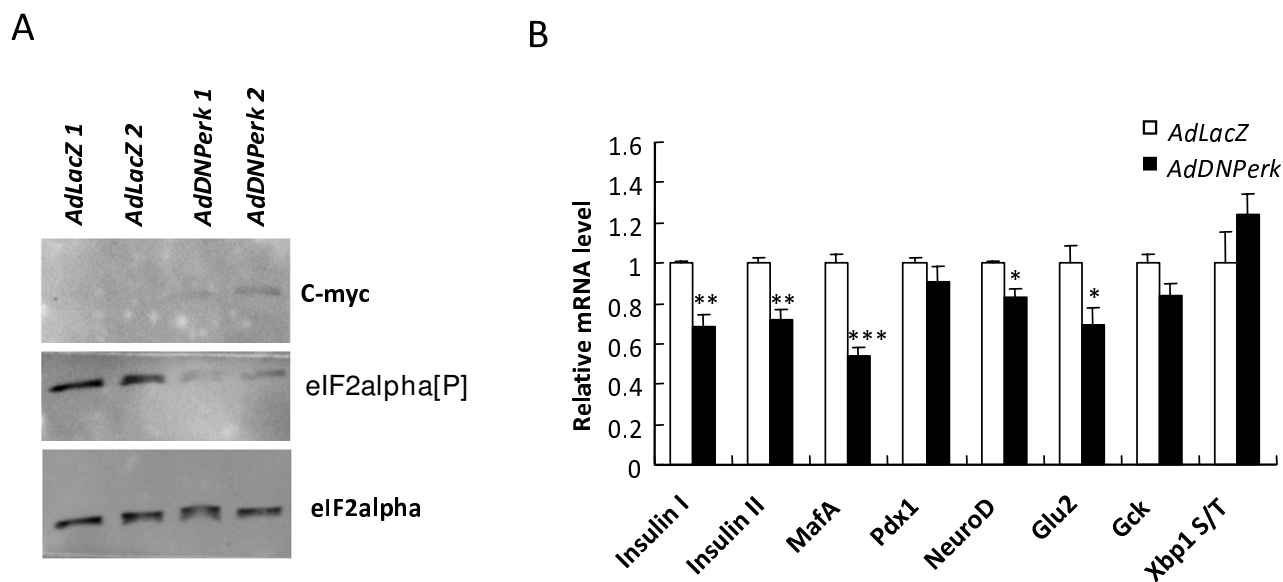 A
B
AdLacZ 1
AdLacZ 2
AdDNPerk 1
AdDNPerk 2
C-myc
eIF2alpha[P]
eIF2alpha
AdLacZ
AdDNPerk
Relative mRNA level
1.6
1.4
1.2
1
0.8
0.6
0.4
0.2
0
**
**
***
*
*
Insulin I
Insulin II
MafA
Pdx1
NeuroD
Glu2
Gck
Xbp1 S/T